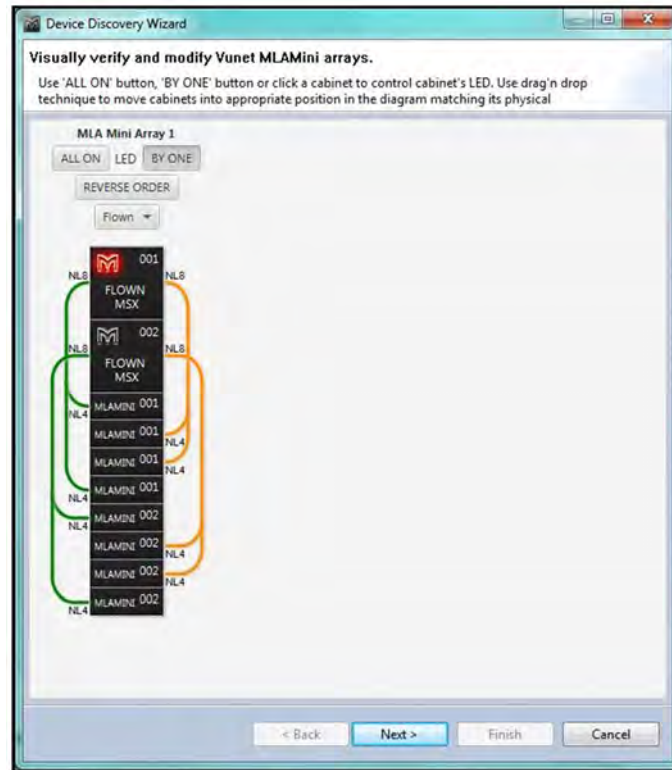 Device Discovery Wizard
Visually verify and modify Vunet MLAMini arrays.
Use 'ALL ON' button, 'BY ONE' button or click a cabinet to control cabinet's LED. Use drag'n drop
technique to move cabinets into appropriate position in the diagram matching its physical
MLA Mini Array 1
ALL ON LED BY ONE
REVERSE ORDER
Flown
001
NL8 NL8
FLOWN
MSX
002
NL8 NL8
FLOWN
MSX
MLAMINI 001
NL4
MLAMINI 001
NL4
MLAMINI 001
NL4
MLAMINI 001
NL4
MLAMINI 002
NL4
MLAMINI 002
NL4
MLAMINI 002
NL4
MLAMINI 002
NL4
< Back Next > Finish Cancel